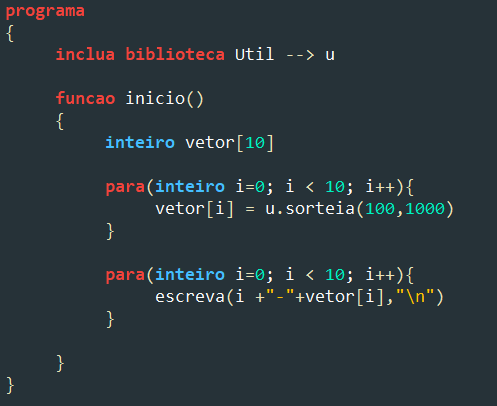 programa
{
inclua biblioteca Util --> u
funcao inicio()
{
inteiro vetor[10]
para(inteiro i=0; i < 10; i++){
vetor[i] = u.sorteia(100,1000)
}
para(inteiro i=0; i < 10; i++){
escreva(i +"-"+vetor[i],"\n")
}
}
}